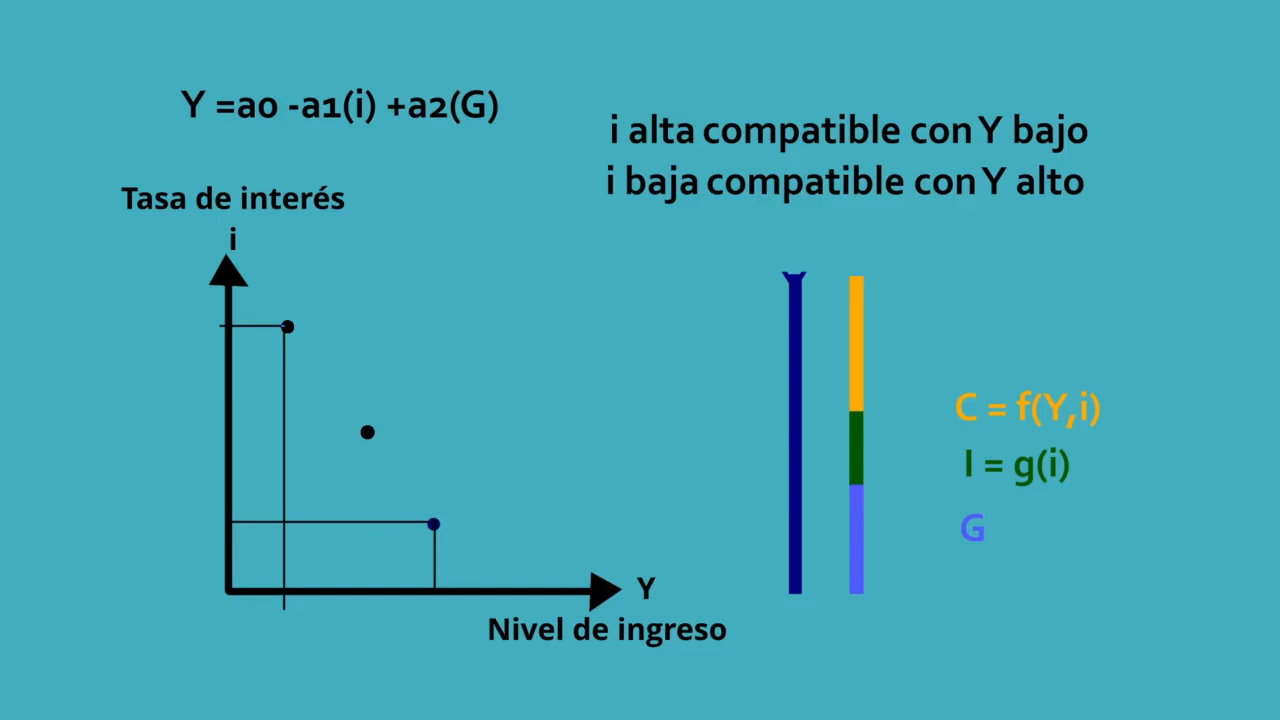 Y =a0 -a1(i) +a2(G)
i alta compatible con Y bajo
i baja compatible con Y alto
Tasa de interés
i
Y
C = f(Y,i)
I = g(i)
G
Y
Nivel de ingreso